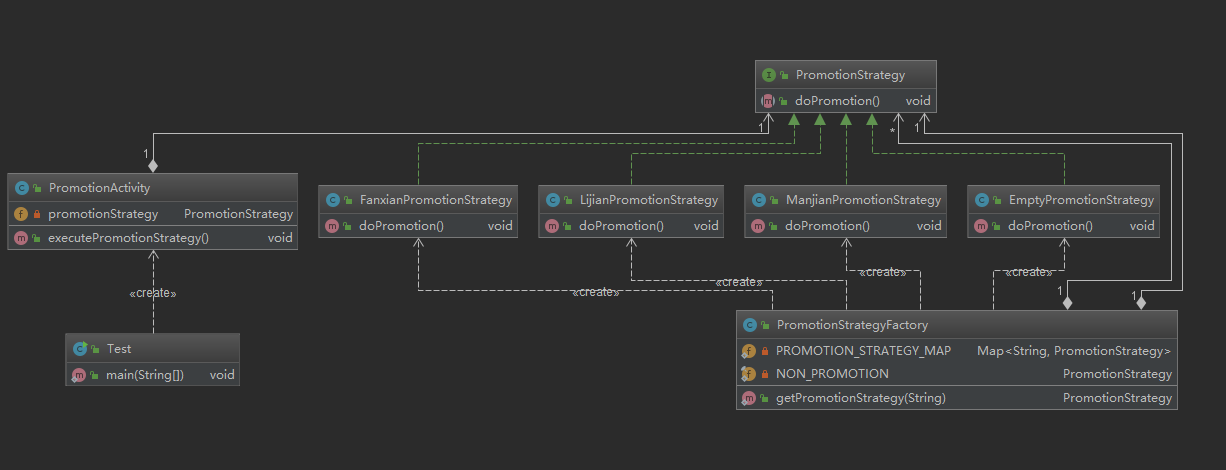 PromotionStrategy
doPromotion() void
1
*
1
1
PromotionActivity
promotionStrategy PromotionStrategy
executePromotionStrategy() void
FanxianPromotionStrategy
doPromotion() void
LijianPromotionStrategy
doPromotion() void
ManjianPromotionStrategy
doPromotion() void
EmptyPromotionStrategy
doPromotion() void
«create»
«create»
«create»
«create»
«create»
1
1
Test
main(String[]) void
PromotionStrategyFactory
PROMOTION_STRATEGY_MAP Map<String, PromotionStrategy>
NON_PROMOTION PromotionStrategy
getPromotionStrategy(String) PromotionStrategy